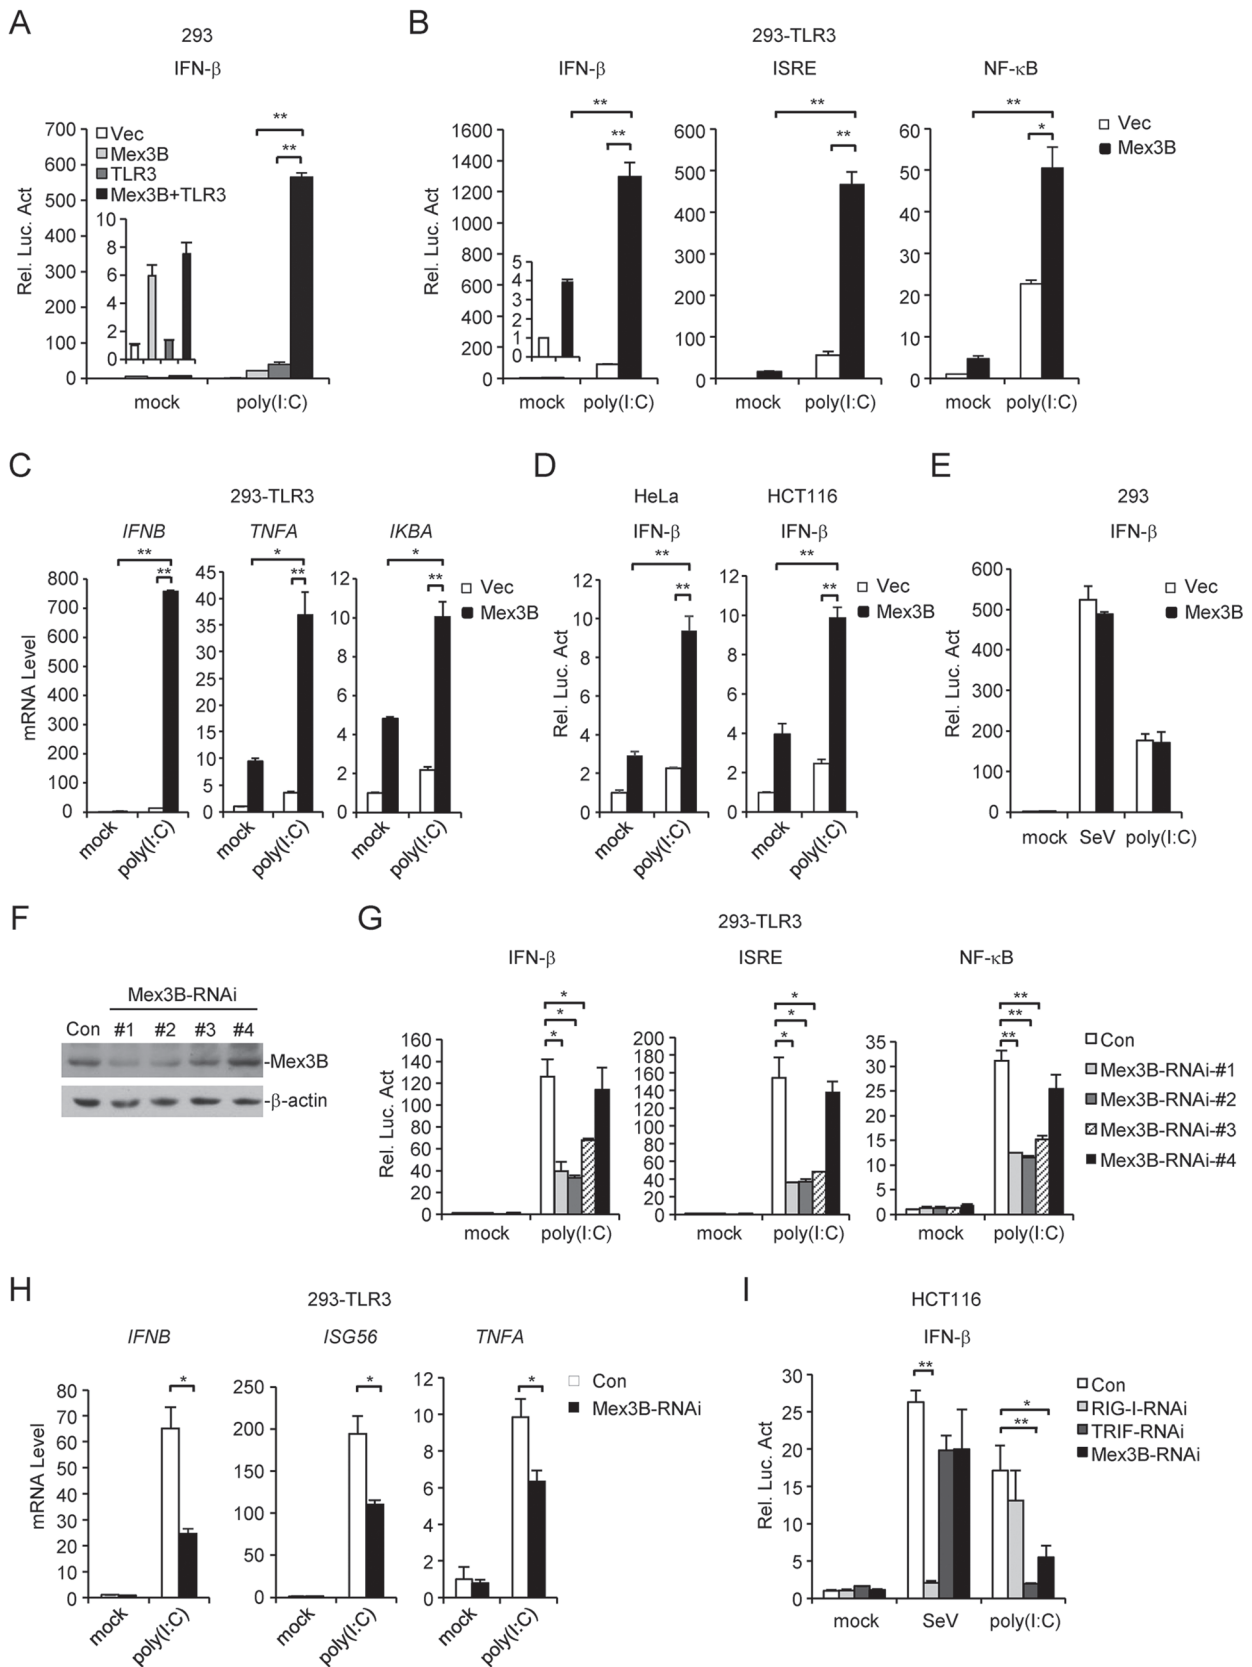 A
293
IFN-β
Rel. Luc. Act
700
600
500
400
300
200
100
0
Vec
Mex3B
TLR3
Mex3B+TLR3
10
8
6
4
2
0
**
**
mock poly(I:C)
B
293-TLR3
IFN-β ISRE NF-κB
Rel. Luc. Act
1600
1400
1200
1000
800
600
400
200
0
5
4
3
2
1
0
**
**
mock poly(I:C)
600
500
400
300
200
100
0
**
**
mock poly(I:C)
60
50
40
30
20
10
0
**
*
mock poly(I:C)
Vec
Mex3B
C
293-TLR3
IFNB TNFA IKBA
mRNA Level
800
700
600
500
400
300
200
100
0
**
**
mock poly(I:C)
45
40
35
30
25
20
15
10
5
0
*
**
mock poly(I:C)
12
10
8
6
4
2
0
*
**
mock poly(I:C)
Vec
Mex3B
D
HeLa HCT116
IFN-β IFN-β
Rel. Luc. Act
12
10
8
6
4
2
0
**
**
mock poly(I:C)
12
10
8
6
4
2
0
**
**
mock poly(I:C)
Vec
Mex3B
E
293
IFN-β
Rel. Luc. Act
600
500
400
300
200
100
0
Vec
Mex3B
mock SeV poly(I:C)
F
Mex3B-RNAi
Con #1 #2 #3 #4
-Mex3B
-β-actin
G
293-TLR3
IFN-β ISRE NF-κB
Rel. Luc. Act
160
140
120
100
80
60
40
20
0
*
*
*
mock poly(I:C)
200
180
160
140
120
100
80
60
40
20
0
*
*
*
mock poly(I:C)
35
30
25
20
15
10
5
0
**
**
**
mock poly(I:C)
Con
Mex3B-RNAi-#1
Mex3B-RNAi-#2
Mex3B-RNAi-#3
Mex3B-RNAi-#4
H
293-TLR3
IFNB ISG56 TNFA
mRNA Level
80
70
60
50
40
30
20
10
0
*
mock poly(I:C)
250
200
150
100
50
0
*
mock poly(I:C)
12
10
8
6
4
2
0
*
mock poly(I:C)
Con
Mex3B-RNAi
I
HCT116
IFN-β
Rel. Luc. Act
30
25
20
15
10
5
0
**
*
**
Con
RIG-I-RNAi
TRIF-RNAi
Mex3B-RNAi
mock SeV poly(I:C)